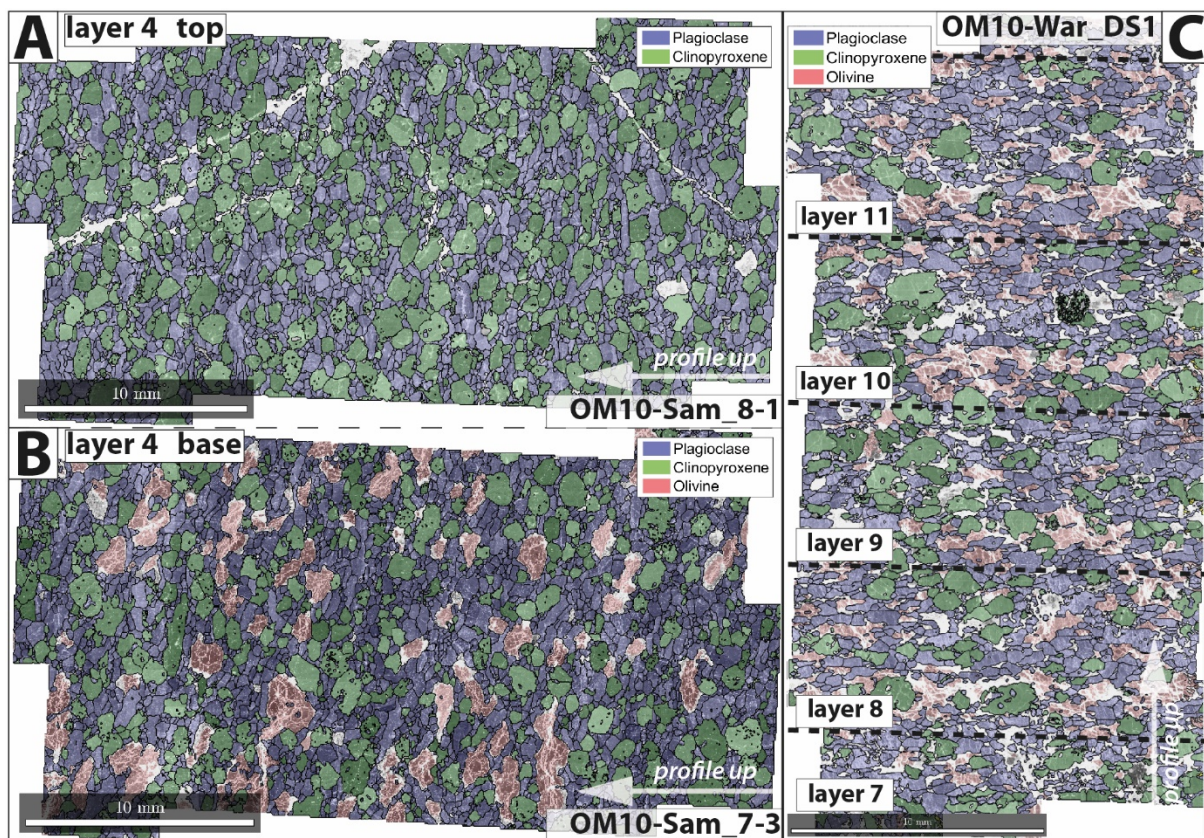 A
layer 4 top
Plagioclase
Clinopyroxene
profile up
10 mm
OM10-Sam_8-1
B
layer 4 base
Plagioclase
Clinopyroxene
Olivine
profile up
10 mm
OM10-Sam_7-3
OM10-War_DS1
C
Plagioclase
Clinopyroxene
Olivine
layer 11
layer 10
layer 9
layer 8
profile up
layer 7
10 mm